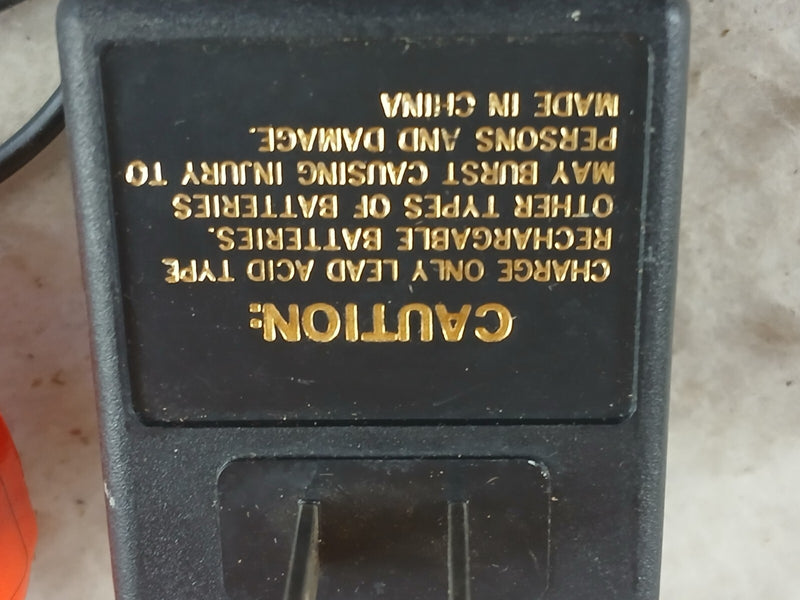 CAUTION:
CHARGE ONLY LEAD ACID TYPE
RECHARGABLE BATTERIES.
OTHER TYPES OF BATTERIES
MAY BURST CAUSING INJURY TO
PERSONS AND DAMAGE.
MADE IN CHINA